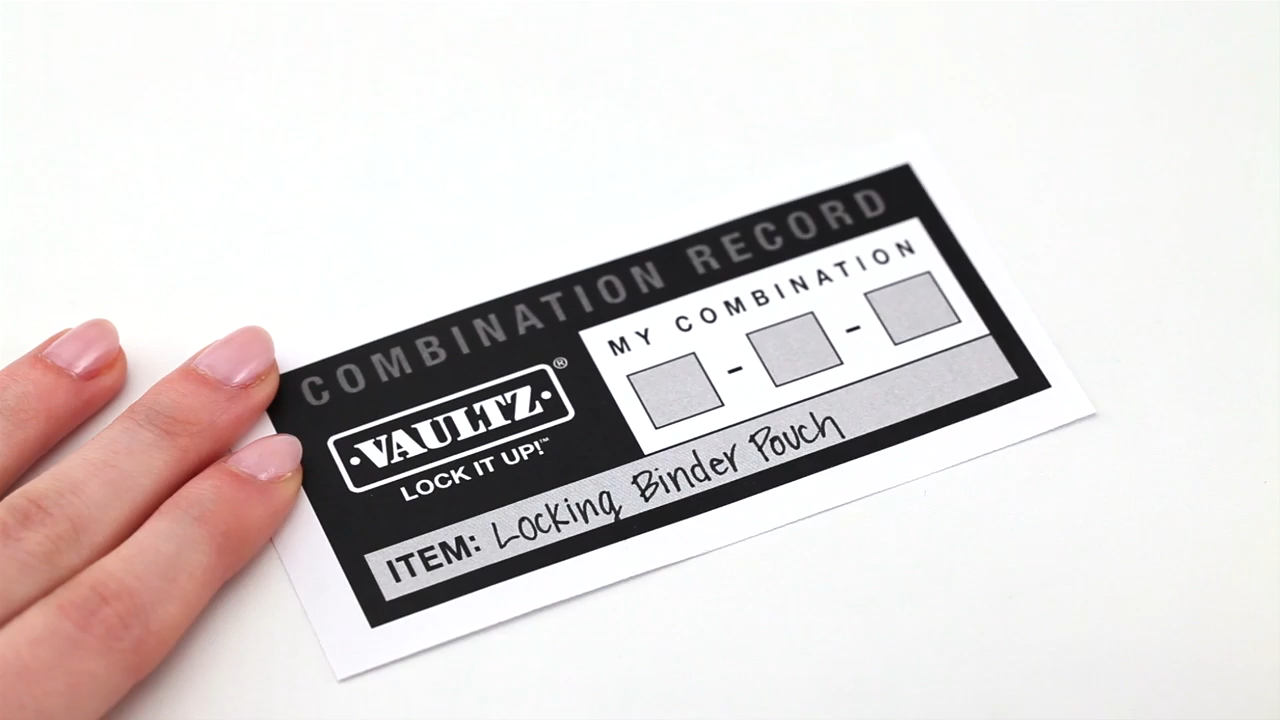 COMBINATION RECORD
MY COMBINATION
- -
·VAULTZ·®
LOCK IT UP!™
ITEM: Locking Binder Pouch